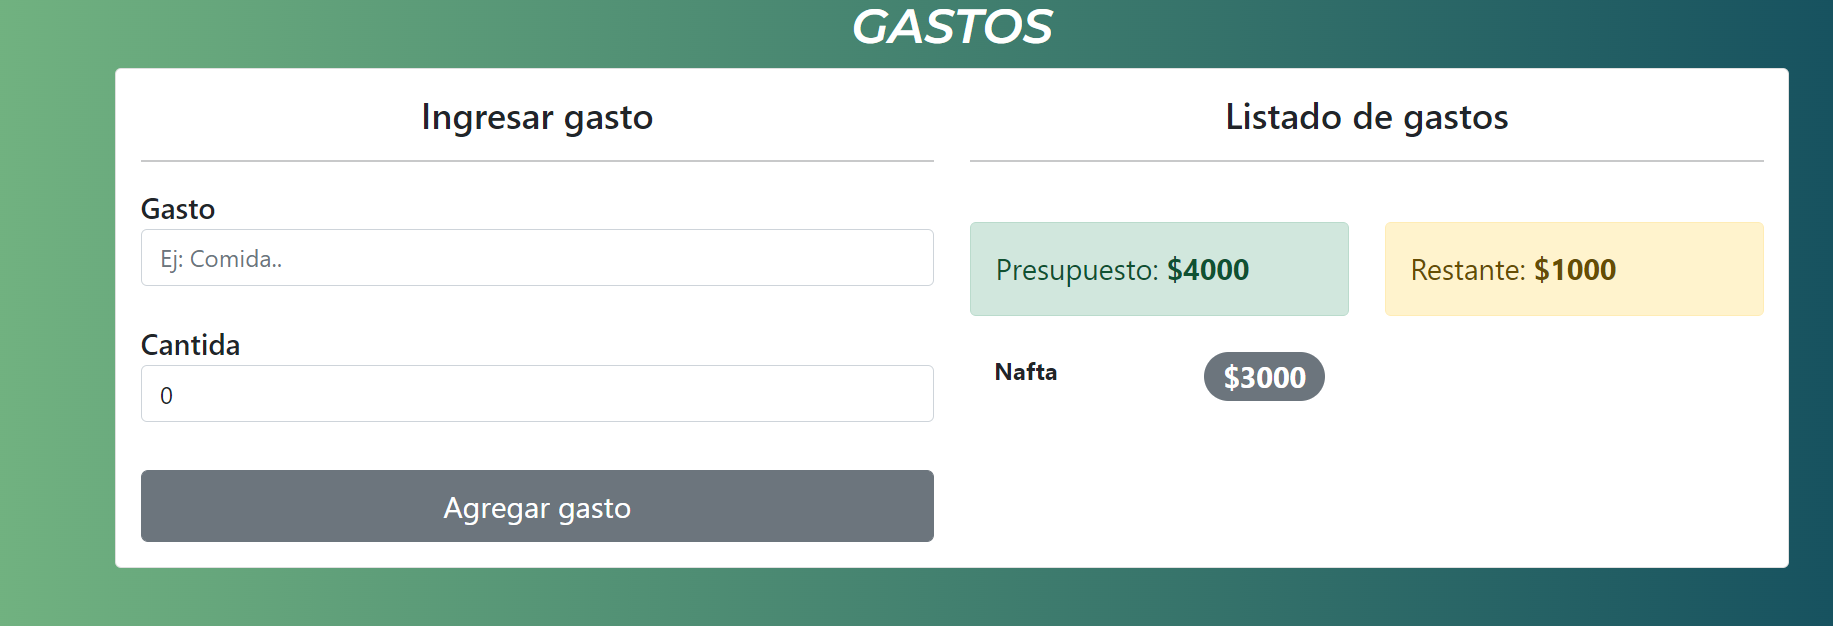 GASTOS
Ingresar gasto
Gasto
Ej: Comida..
Cantida
0
Agregar gasto
Listado de gastos
Presupuesto: $4000
Restante: $1000
Nafta
$3000